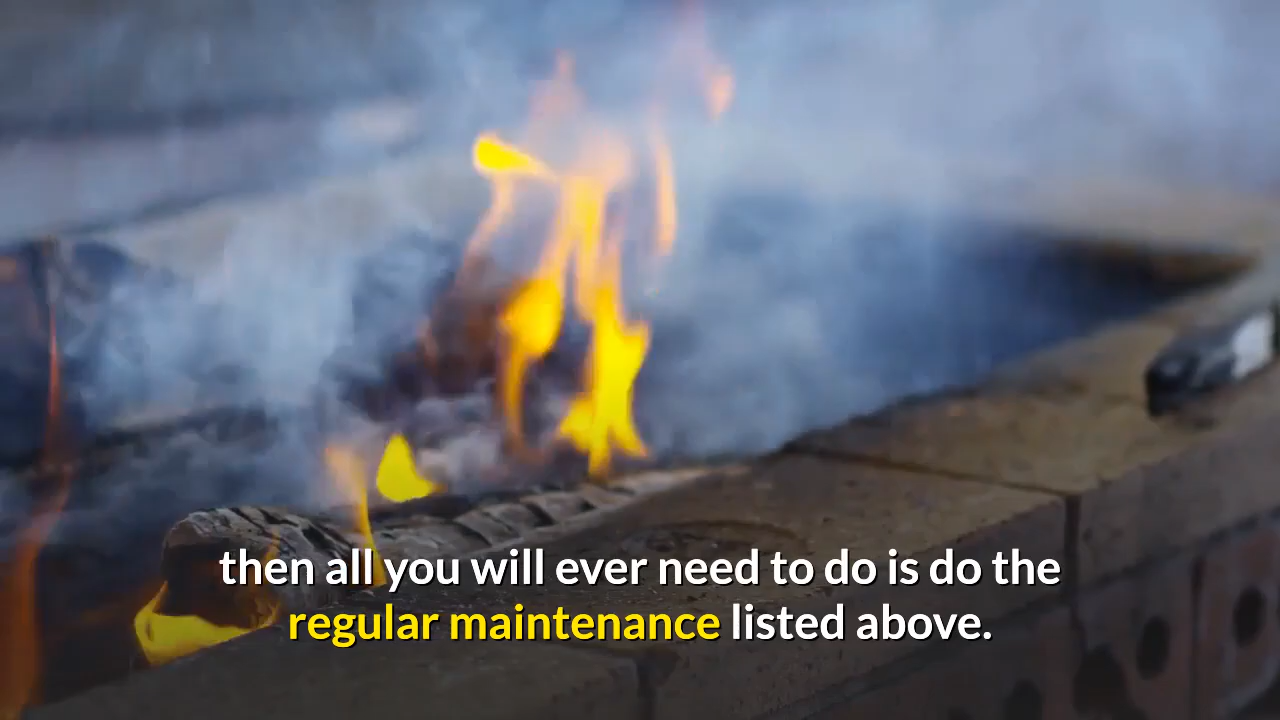 then all you will ever need to do is do the
regular maintenance listed above.